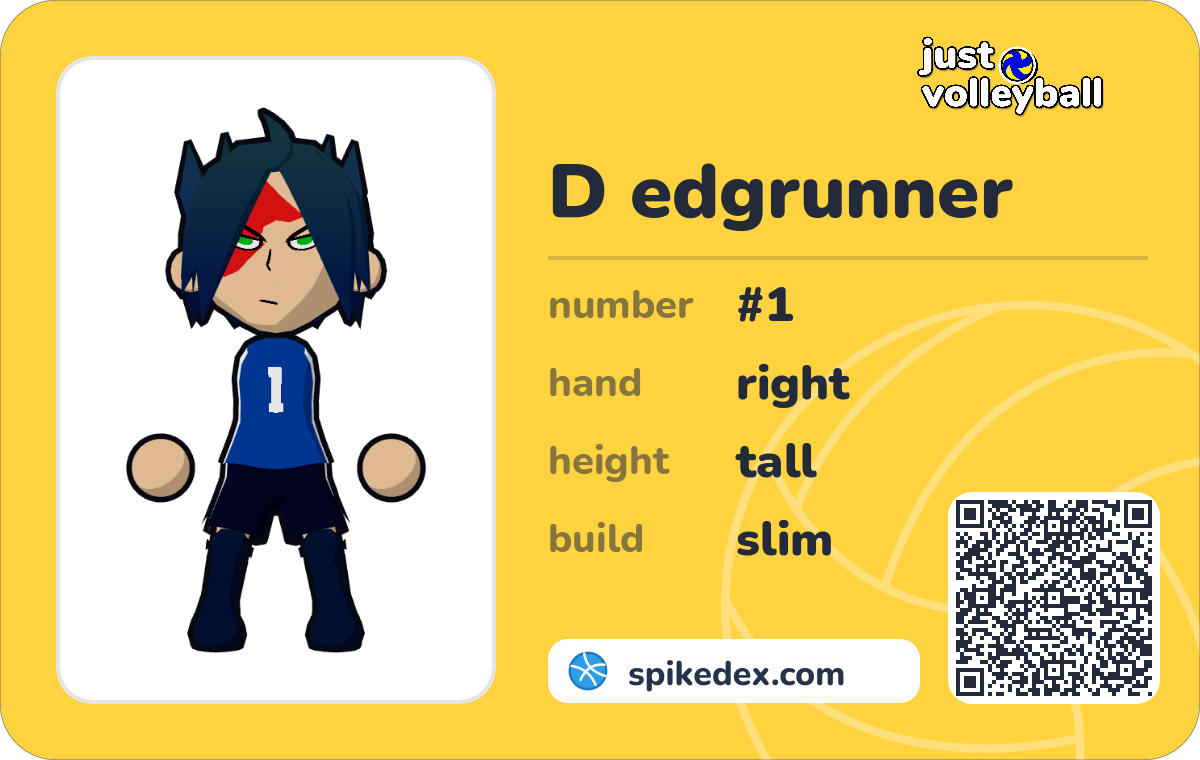 just
volleyball
D edgrunner
number #1
hand right
height tall
build slim
1
spikedex.com